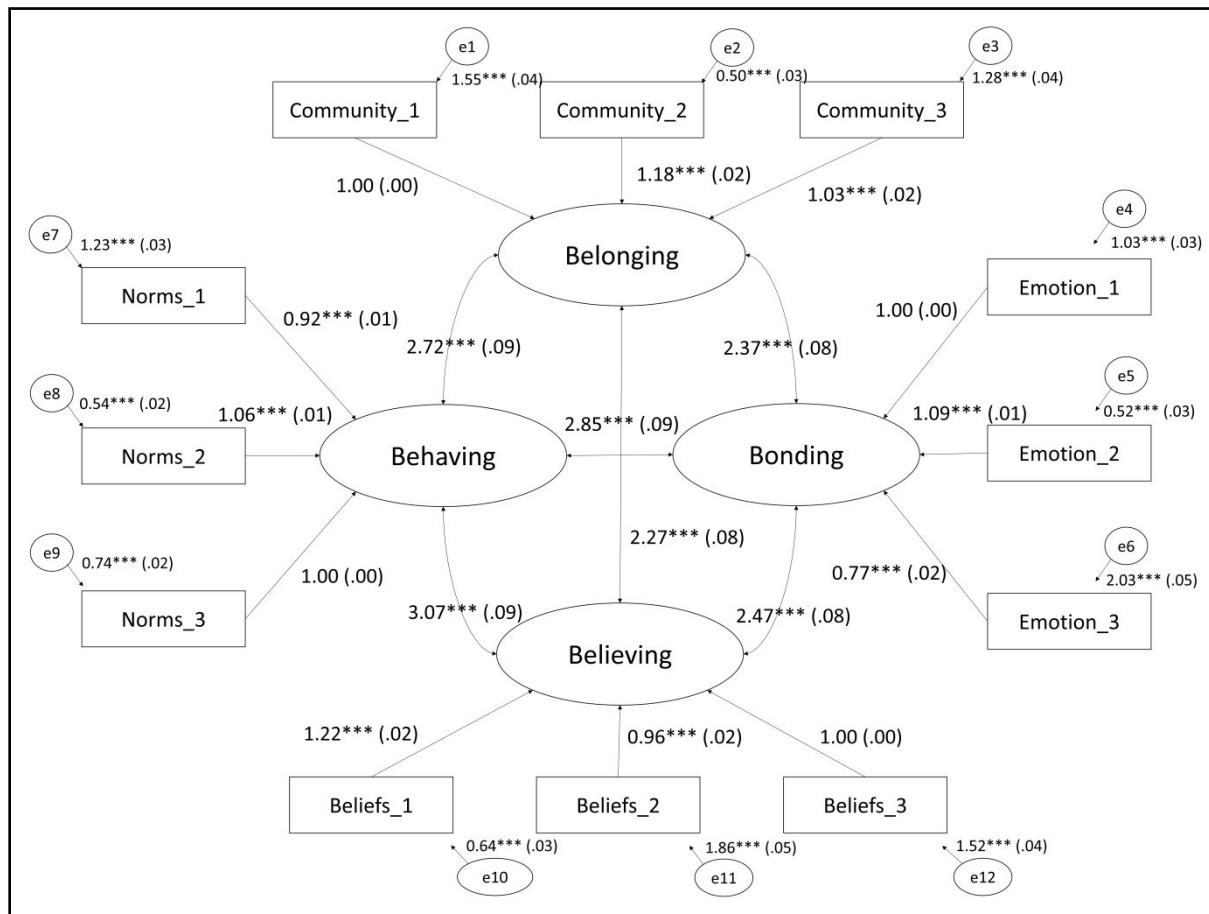 e1
e2
e3
1.55*** (.04)
0.50*** (.03)
1.28*** (.04)
Community_1
Community_2
Community_3
1.00 (.00)
1.18*** (.02)
1.03*** (.02)
e4
1.03*** (.03)
e7
1.23*** (.03)
Belonging
Norms_1
Emotion_1
0.92*** (.01)
1.00 (.00)
2.72*** (.09)
2.37*** (.08)
e5
e8
0.54*** (.02)
1.06*** (.01)
1.09*** (.01)
0.52*** (.03)
Norms_2
Behaving
2.85*** (.09)
Bonding
Emotion_2
e9
0.74*** (.02)
2.27*** (.08)
e6
1.00 (.00)
0.77*** (.02)
2.03*** (.05)
Norms_3
3.07*** (.09)
2.47*** (.08)
Emotion_3
Believing
1.22*** (.02)
0.96*** (.02)
1.00 (.00)
Beliefs_1
Beliefs_2
Beliefs_3
0.64*** (.03)
1.86*** (.05)
1.52*** (.04)
e10
e11
e12